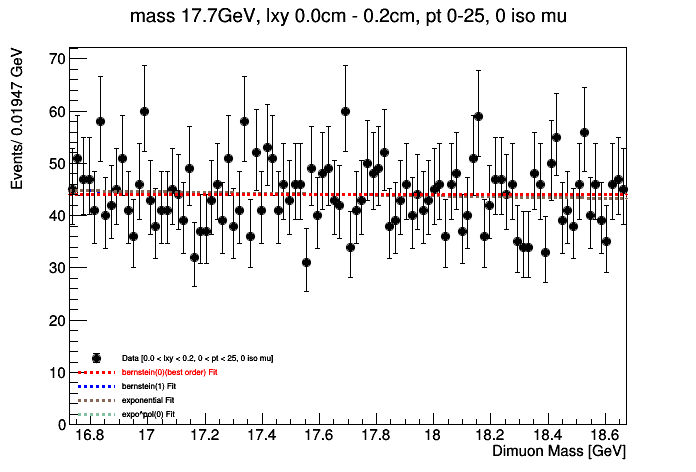 mass 17.7GeV, lxy 0.0cm - 0.2cm, pt 0-25, 0 iso mu
Events/ 0.01947 GeV
70
60
50
40
30
20
10
0
Data [0.0 < lxy < 0.2, 0 < pt < 25, 0 iso mu]
bernstein(0)(best order) Fit
bernstein(1) Fit
exponential Fit
expo*pol(0) Fit
16.8 17 17.2 17.4 17.6 17.8 18 18.2 18.4 18.6
Dimuon Mass [GeV]